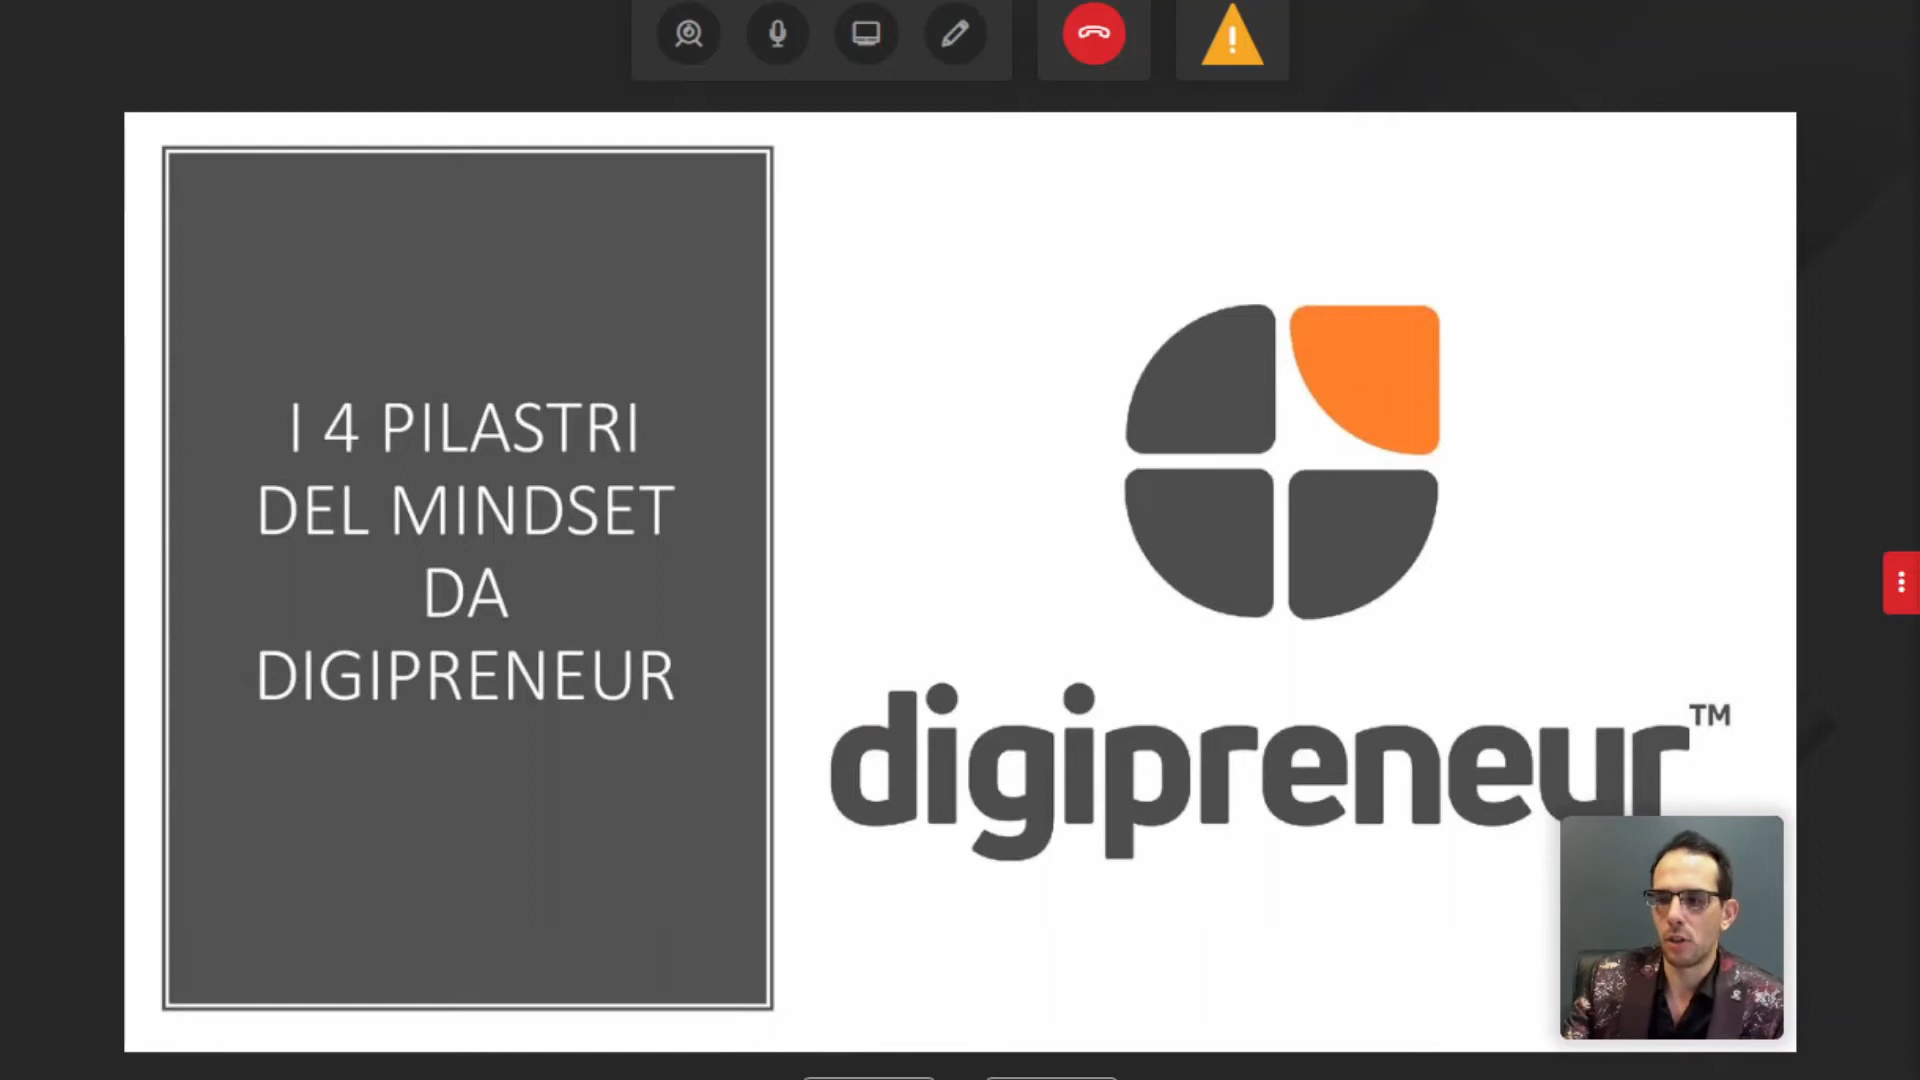 I 4 PILASTRI
DEL MINDSET
DA
DIGIPRENEUR
digipreneur™